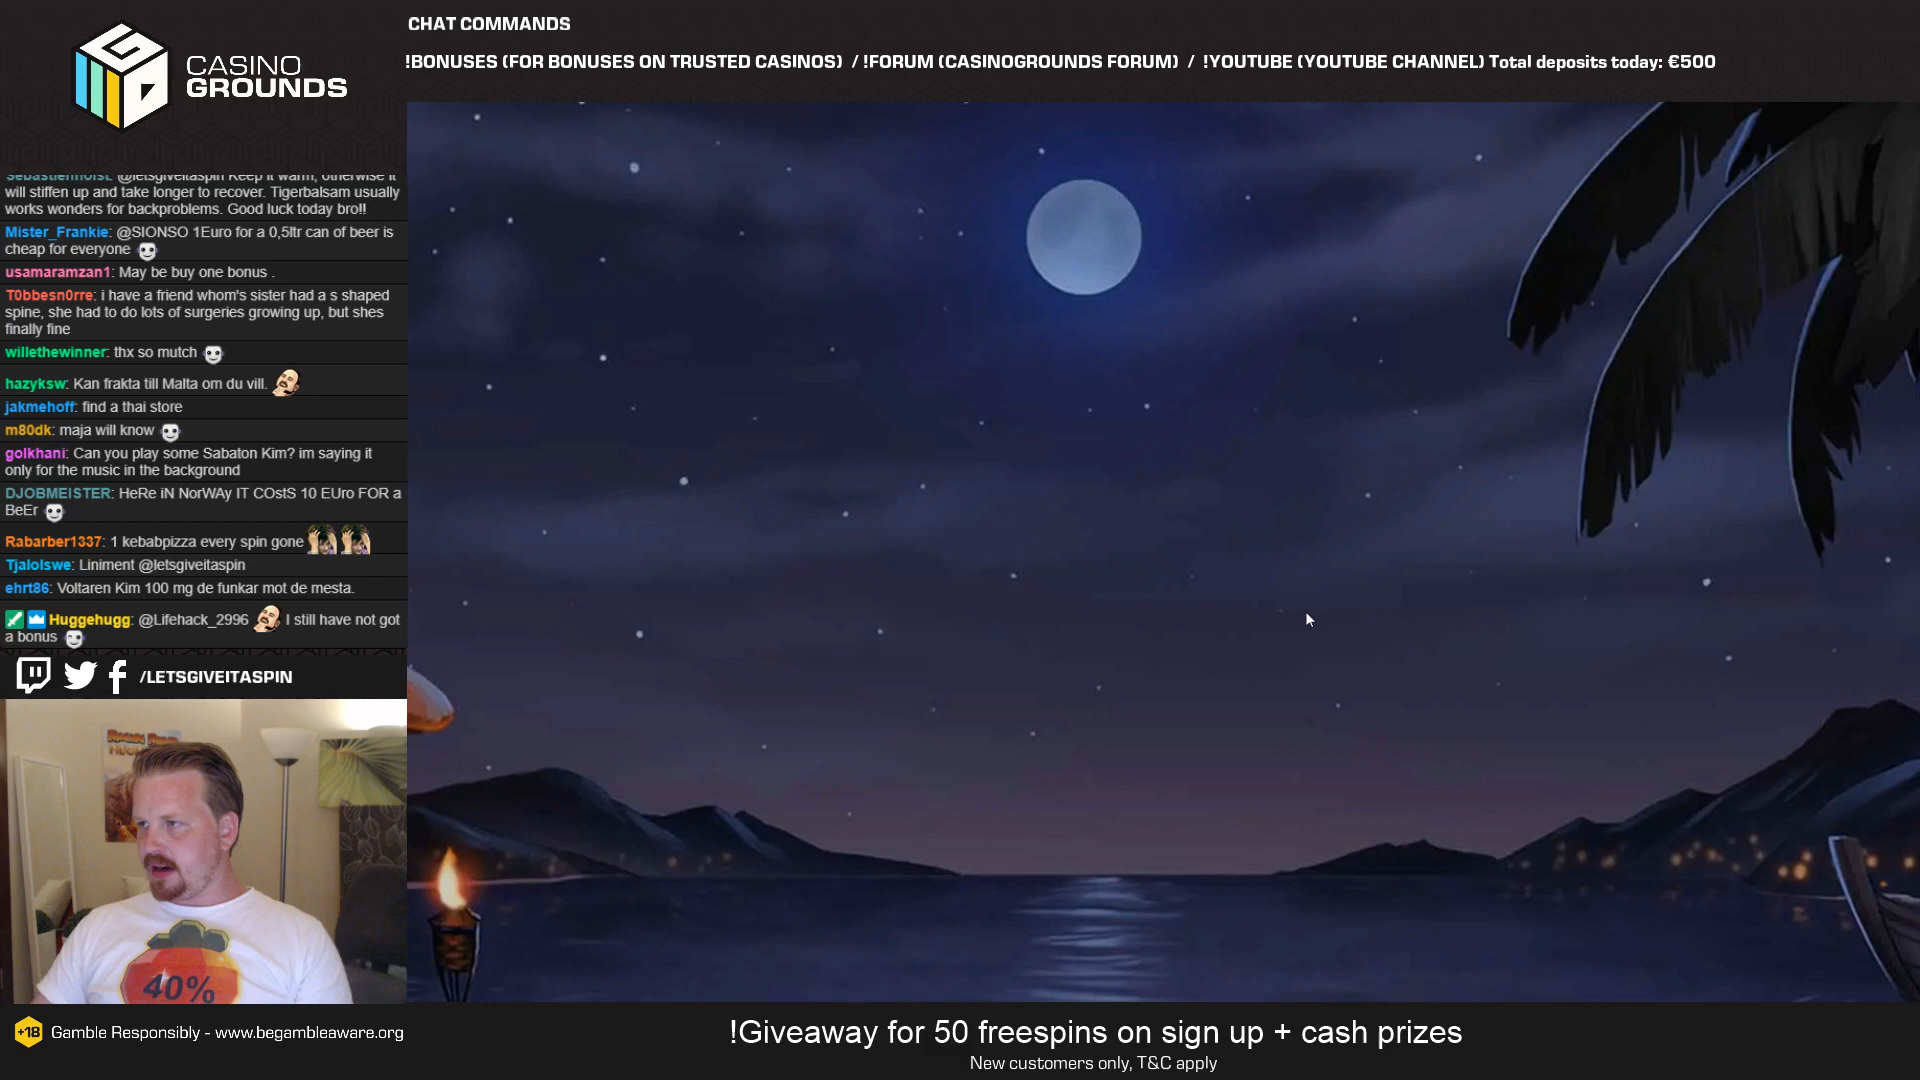 CHAT COMMANDS
!BONUSES (FOR BONUSES ON TRUSTED CASINOS) / !FORUM (CASINOGROUNDS FORUM) / !YOUTUBE (YOUTUBE CHANNEL) Total deposits today: €500
CASINO
GROUNDS
Sebastienholst: @letsgiveitaspin Keep it warm, otherwise it
will stiffen up and take longer to recover. Tigerbalsam usually
works wonders for backproblems. Good luck today bro!!
Mister_Frankie: @SIONSO 1Euro for a 0,5ltr can of beer is
cheap for everyone
usamaramzan1: May be buy one bonus .
T0bbesn0rre: i have a friend whom's sister had a s shaped
spine, she had to do lots of surgeries growing up, but shes
finally fine
willethewinner: thx so mutch
hazyksw: Kan frakta till Malta om du vill.
jakmehoff: find a thai store
m80dk: maja will know
golkhani: Can you play some Sabaton Kim? im saying it
only for the music in the background
DJOBMEISTER: HeRe iN NorWAy IT COstS 10 EUro FOR a
BeEr
Rabarber1337: 1 kebabpizza every spin gone
Tjalolswe: Liniment @letsgiveitaspin
ehrt86: Voltaren Kim 100 mg de funkar mot de mesta.
Huggehugg: @Lifehack_2996 I still have not got
a bonus
/LETSGIVEITASPIN
40%
+18 Gamble Responsibly - www.begambleaware.org
!Giveaway for 50 freespins on sign up + cash prizes
New customers only, T&C apply